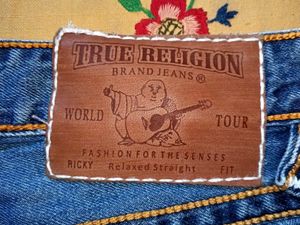 TRUE RELIGION
BRAND JEANS ®
WORLD TOUR
FASHION FOR THE SENSES
RICKY Relaxed Straight FIT